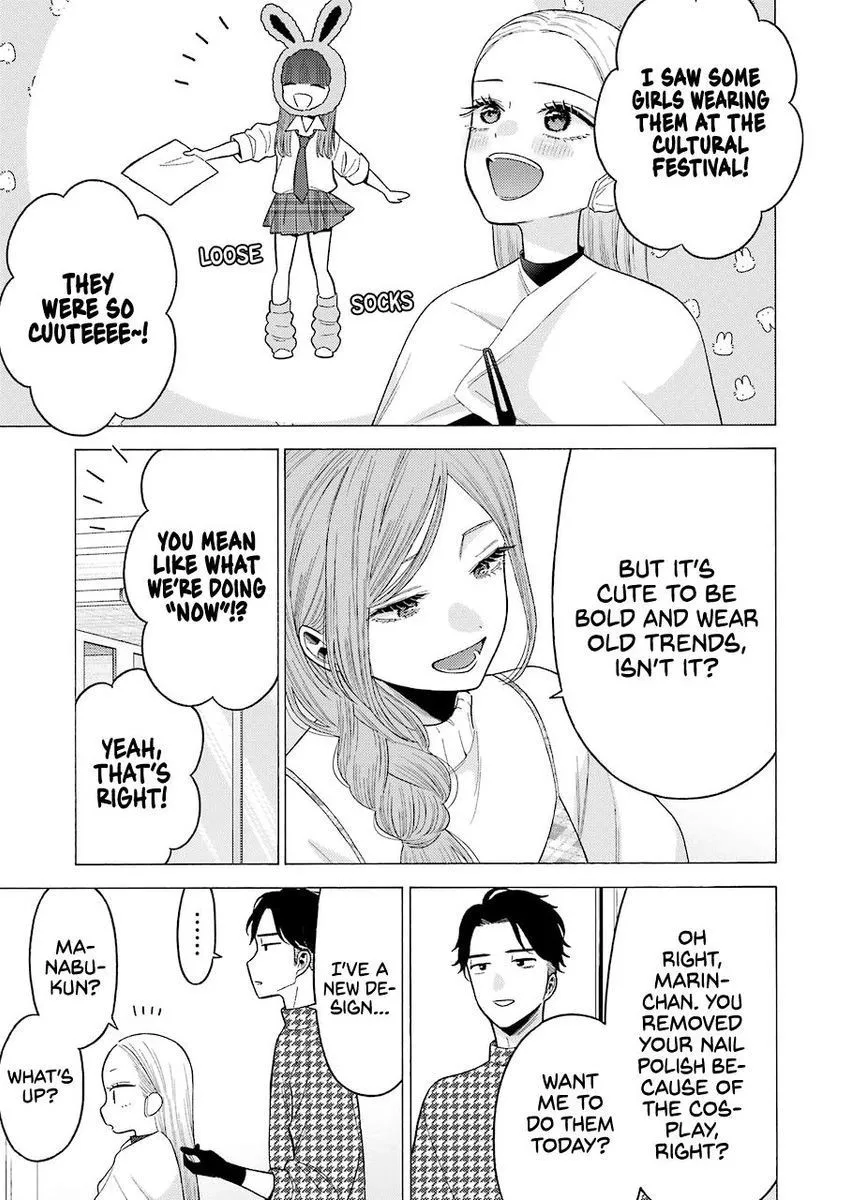 I SAW SOME
GIRLS WEARING
THEM AT THE
CULTURAL
FESTIVAL!
LOOSE
SOCKS
THEY
WERE SO
CUUTEEEE~!
BUT IT'S
CUTE TO BE
BOLD AND WEAR
OLD TRENDS,
ISN'T IT?
YOU MEAN
LIKE WHAT
WE'RE DOING
"NOW"!?
YEAH,
THAT'S
RIGHT!
OH
RIGHT,
MARIN-
CHAN. YOU
REMOVED
YOUR NAIL
POLISH BE-
CAUSE OF
THE COS-
PLAY,
RIGHT?
WANT
ME TO
DO THEM
TODAY?
I'VE A
NEW DE-
SIGN...
......
MA-
NABU-
KUN?
WHAT'S
UP?